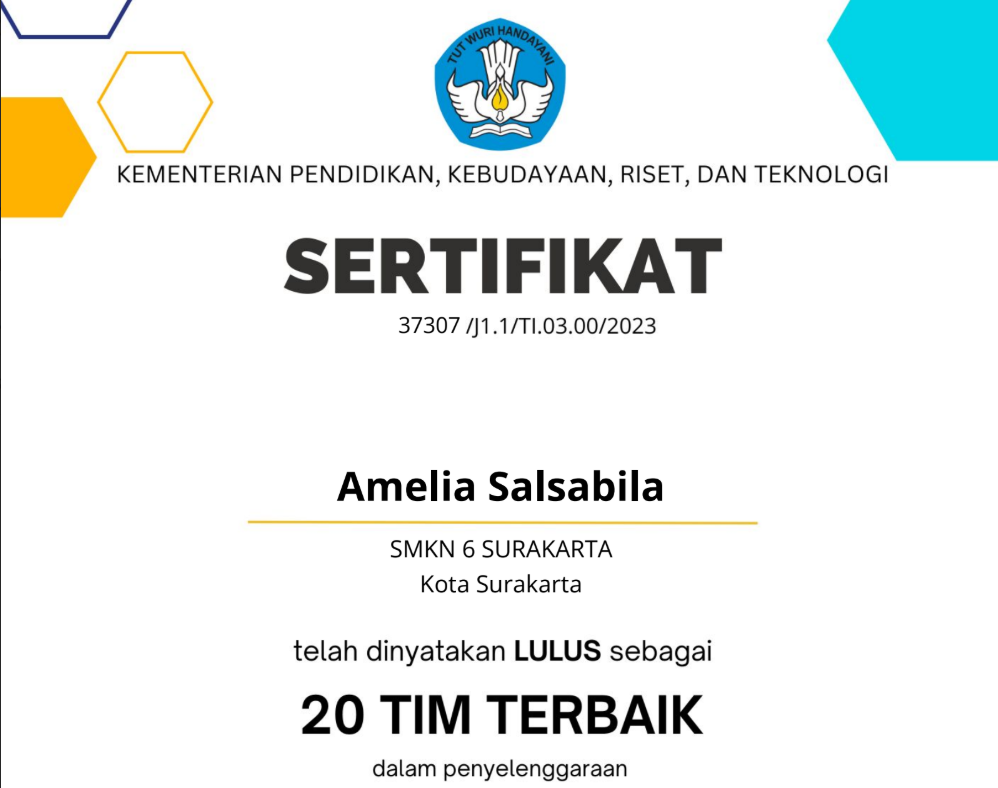 TUT WURI HANDAYANI
KEMENTERIAN PENDIDIKAN, KEBUDAYAAN, RISET, DAN TEKNOLOGI
SERTIFIKAT
37307 /J1.1/TI.03.00/2023
Amelia Salsabila
SMKN 6 SURAKARTA
Kota Surakarta
telah dinyatakan LULUS sebagai
20 TIM TERBAIK
dalam penyelenggaraan